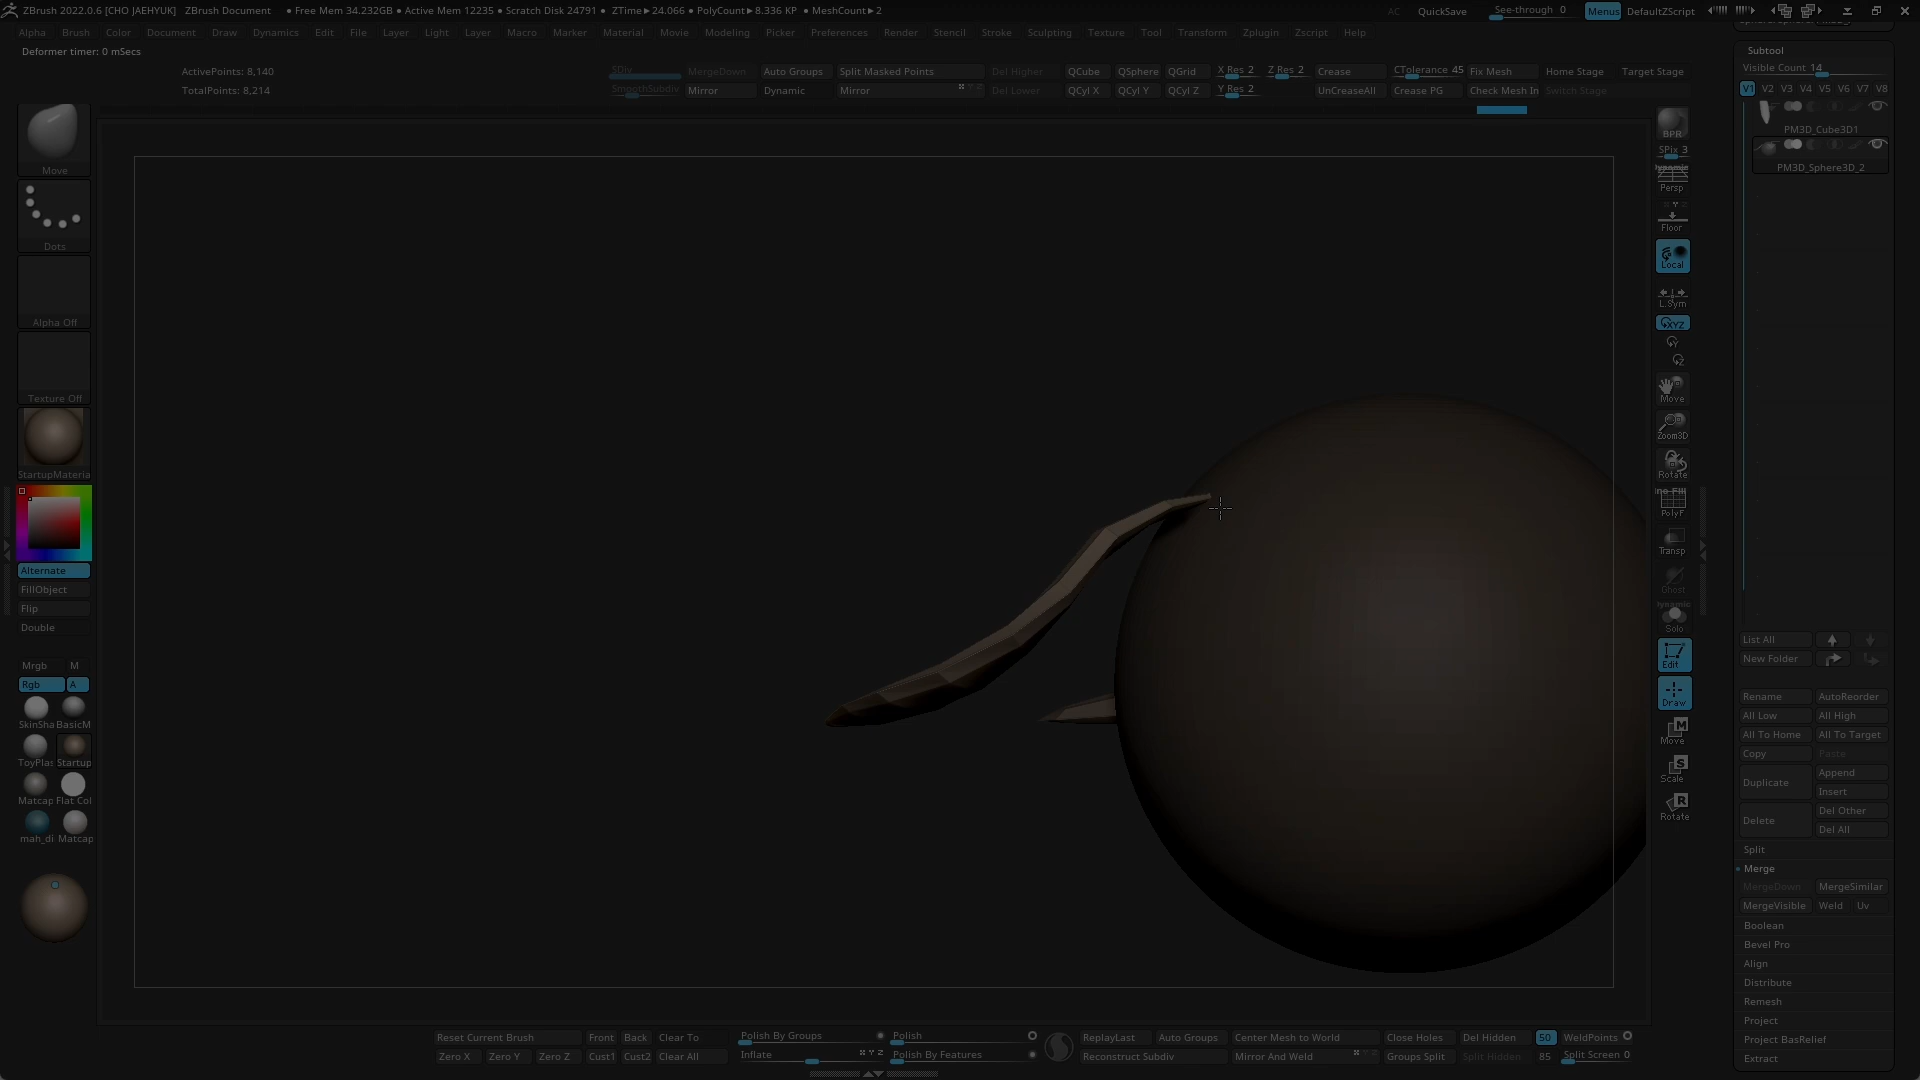 ZBrush 2022.0.6 [CHO JAEHYUK] ZBrush Document • Free Mem 34.232GB • Active Mem 12235 • Scratch Disk 24791 • ZTime▸24.066 • PolyCount▸8.336 KP • MeshCount▸2 AC QuickSave See-through 0 Menus DefaultZScript
Alpha Brush Color Document Draw Dynamics Edit File Layer Light Layer Macro Marker Material Movie Modeling Picker Preferences Render Stencil Stroke Sculpting Texture Tool Transform Zplugin Zscript Help
Deformer timer: 0 mSecs
ActivePoints: 8,140
TotalPoints: 8,214
SDiv MergeDown Auto Groups Split Masked Points Del Higher QCube QSphere QGrid X Res 2 Z Res 2 Crease CTolerance 45 Fix Mesh Home Stage Target Stage
SmoothSubdiv Mirror Dynamic Mirror Del Lower QCyl X QCyl Y QCyl Z Y Res 2 UnCreaseAll Crease PG Check Mesh In Switch Stage
Move
Dots
Alpha Off
Texture Off
StartupMateria
Alternate
FillObject
Flip
Double
Mrgb M
Rgb A
SkinSha BasicM
ToyPlas Startup
Matcap Flat Col
mah_di Matcap
BPR
SPix 3
Dynamic
Persp
Floor
Local
L.Sym
XYZ
Y
Z
Move
Zoom3D
Rotate
ine Fill
PolyF
Transp
Ghost
Dynamic
Solo
Edit
Draw
Move
Scale
Rotate
Subtool
Visible Count 14
V1 V2 V3 V4 V5 V6 V7 V8
PM3D_Cube3D1
PM3D_Sphere3D_2
List All
New Folder
Rename AutoReorder
All Low All High
All To Home All To Target
Copy Paste
Duplicate Append
Insert
Delete Del Other
Del All
Split
Merge
MergeDown MergeSimilar
MergeVisible Weld Uv
Boolean
Bevel Pro
Align
Distribute
Remesh
Project
Project BasRelief
Extract
Reset Current Brush Front Back Clear To Polish By Groups Polish ReplayLast Auto Groups Center Mesh to World Close Holes Del Hidden 50 WeldPoints
Zero X Zero Y Zero Z Cust1 Cust2 Clear All Inflate Polish By Features Reconstruct Subdiv Mirror And Weld Groups Split Split Hidden 85 Split Screen 0